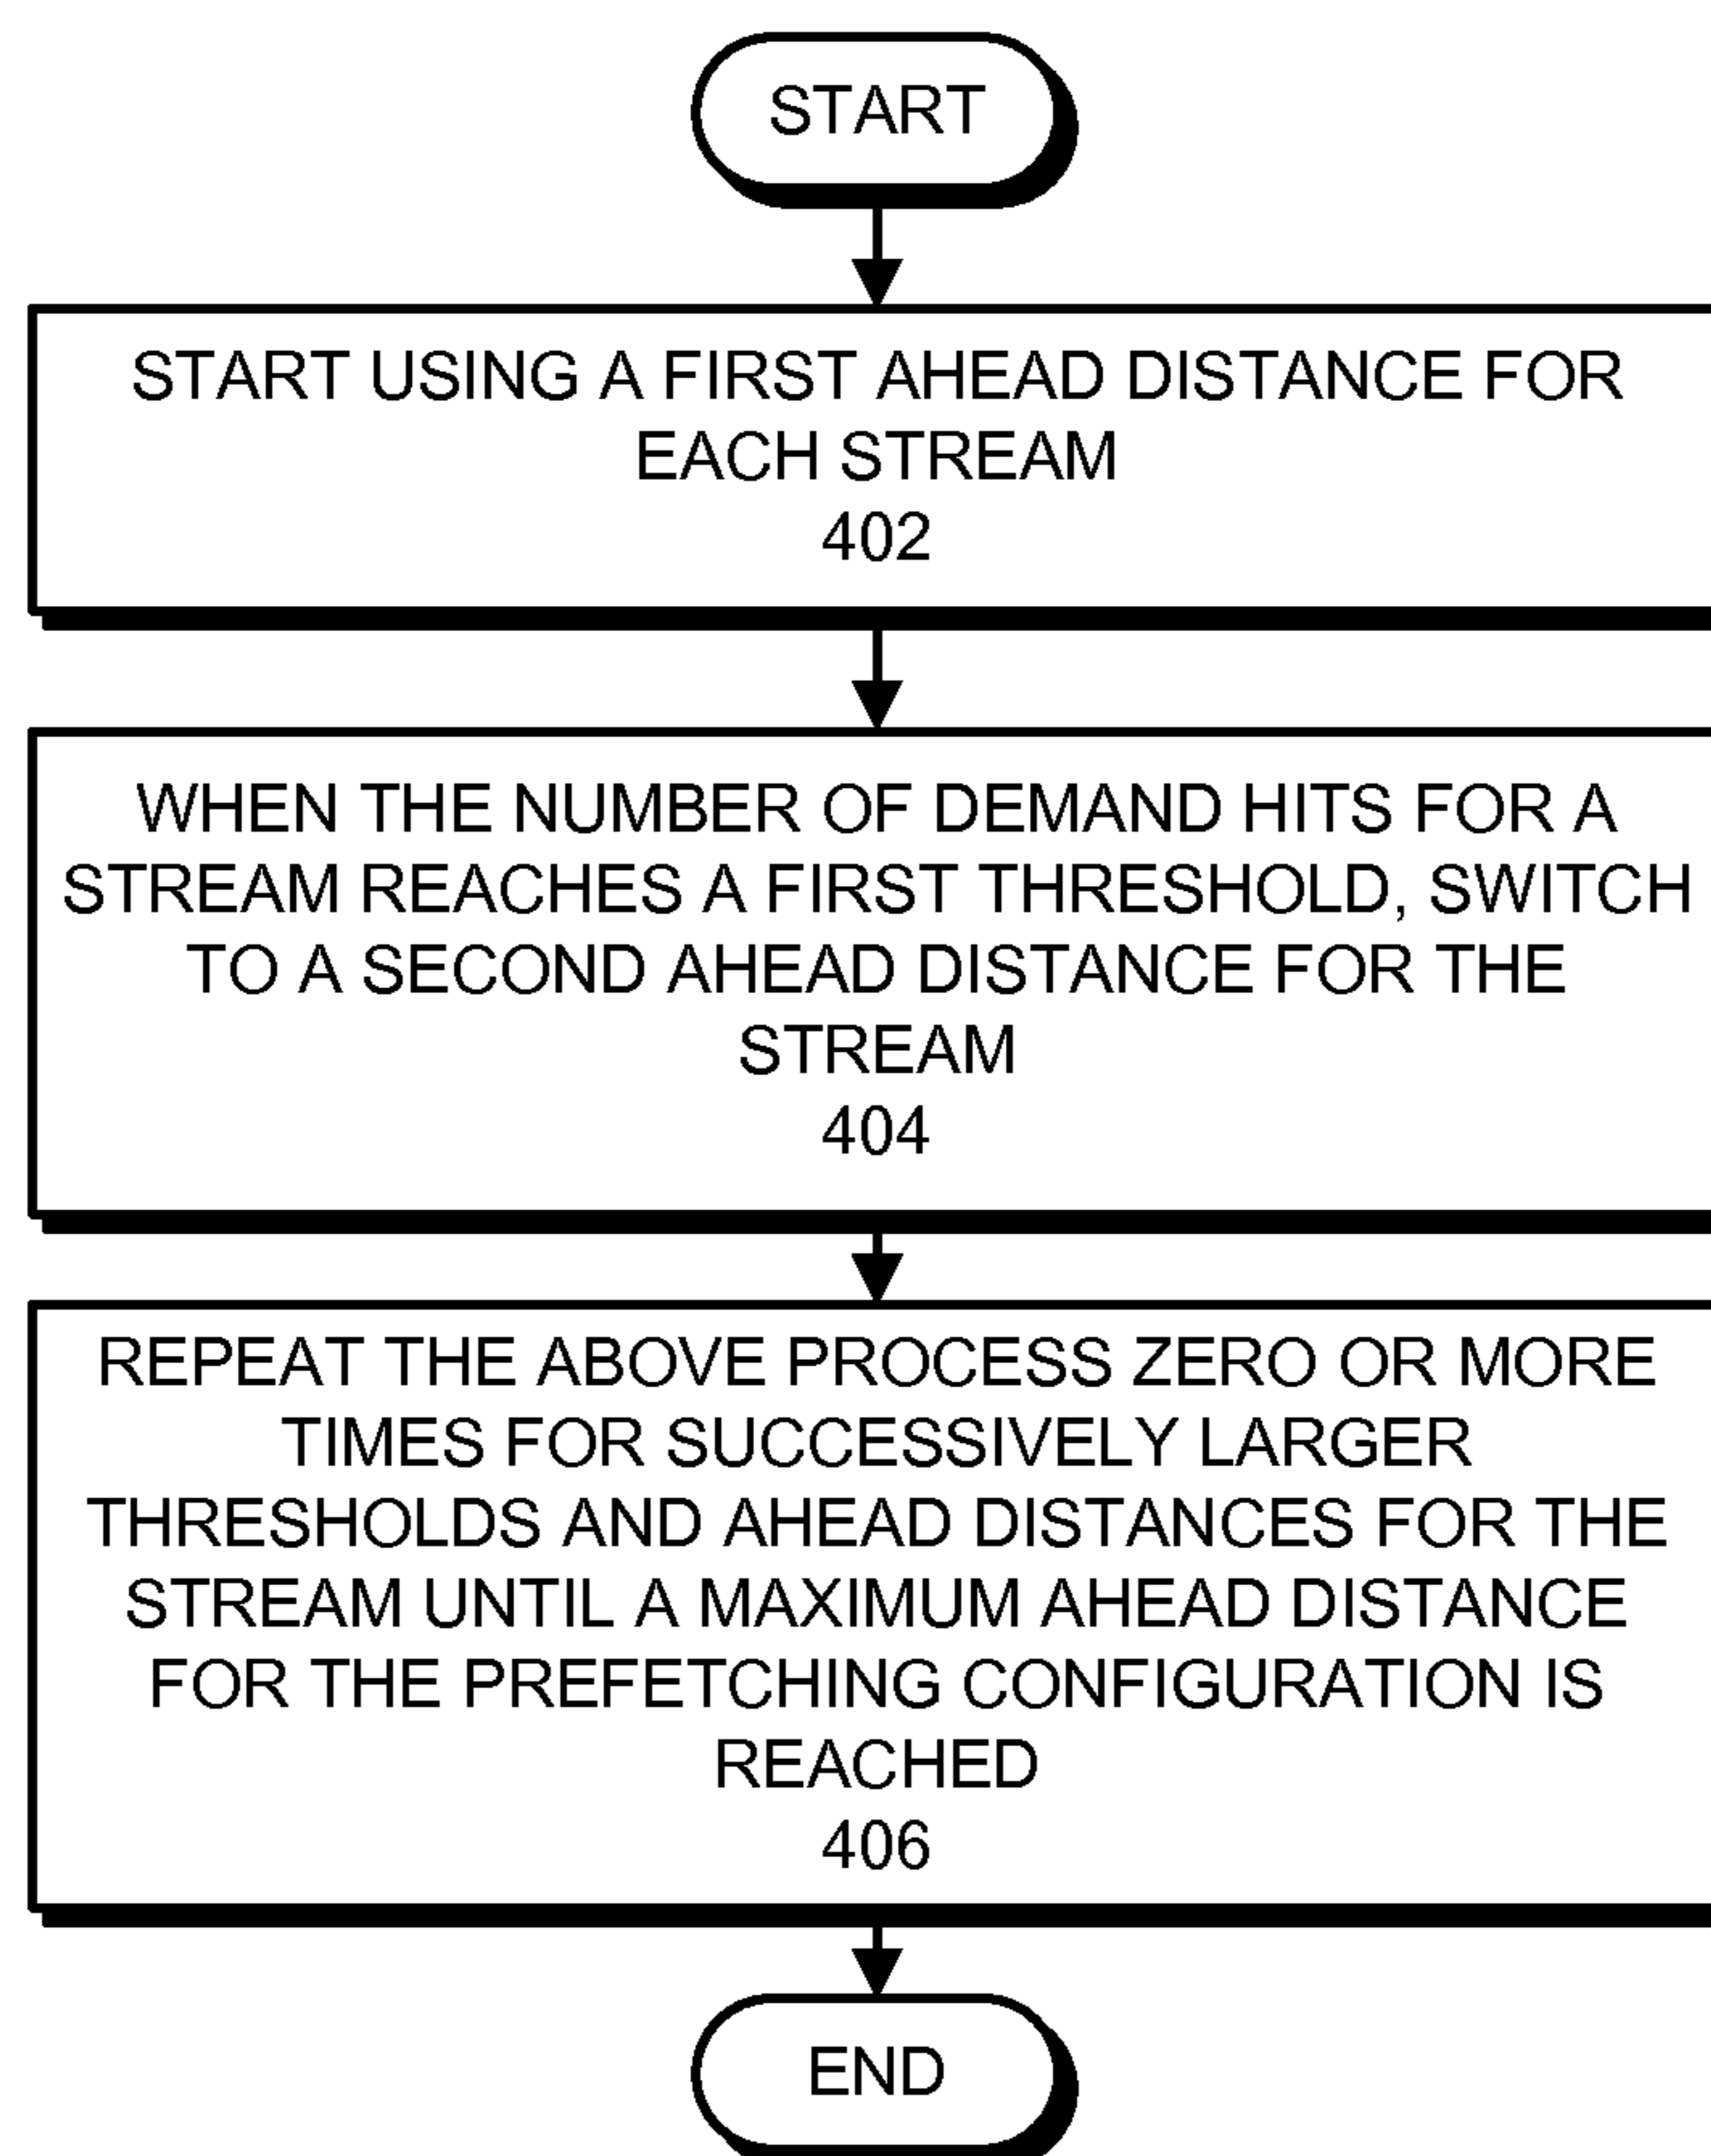 START
START USING A FIRST AHEAD DISTANCE FOR
EACH STREAM
402
WHEN THE NUMBER OF DEMAND HITS FOR A
STREAM REACHES A FIRST THRESHOLD, SWITCH
TO A SECOND AHEAD DISTANCE FOR THE
STREAM
404
REPEAT THE ABOVE PROCESS ZERO OR MORE
TIMES FOR SUCCESSIVELY LARGER
THRESHOLDS AND AHEAD DISTANCES FOR THE
STREAM UNTIL A MAXIMUM AHEAD DISTANCE
FOR THE PREFETCHING CONFIGURATION IS
REACHED
406
END